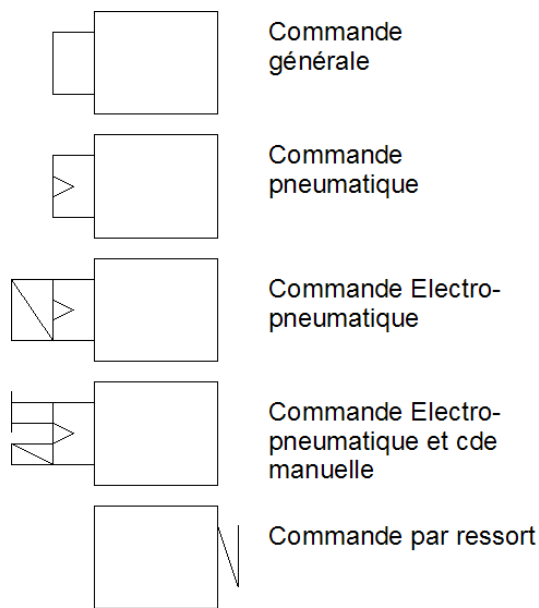 Commande
générale
Commande
pneumatique
Commande Electro-
pneumatique
Commande Electro-
pneumatique et cde
manuelle
Commande par ressort